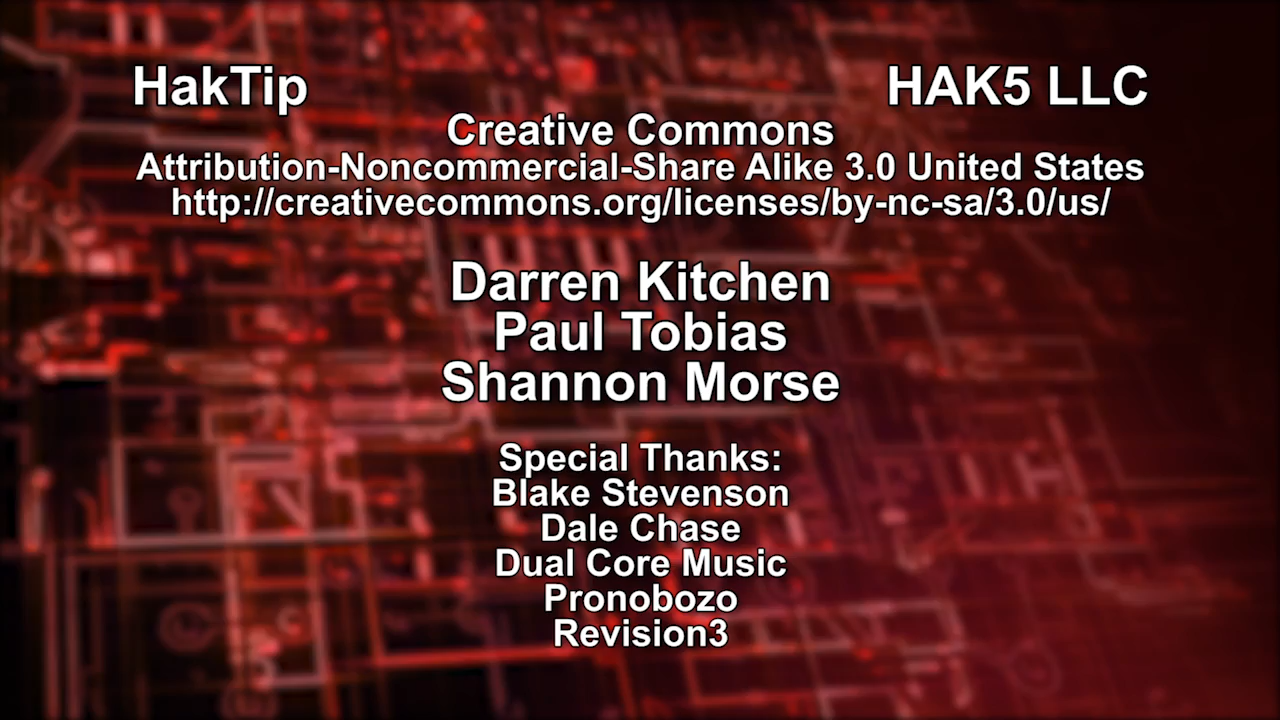 HakTip HAK5 LLC
Creative Commons
Attribution-Noncommercial-Share Alike 3.0 United States
http://creativecommons.org/licenses/by-nc-sa/3.0/us/
Darren Kitchen
Paul Tobias
Shannon Morse
Special Thanks:
Blake Stevenson
Dale Chase
Dual Core Music
Pronobozo
Revision3